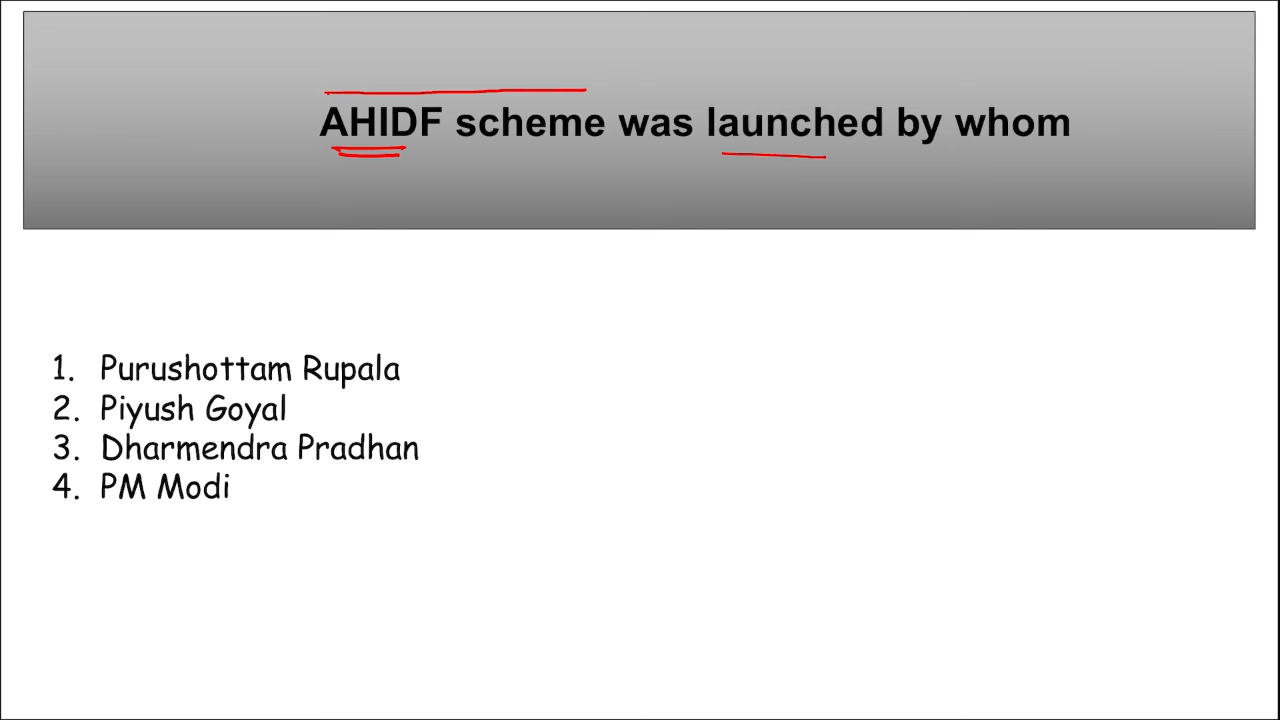 AHIDF scheme was launched by whom
1. Purushottam Rupala
2. Piyush Goyal
3. Dharmendra Pradhan
4. PM Modi